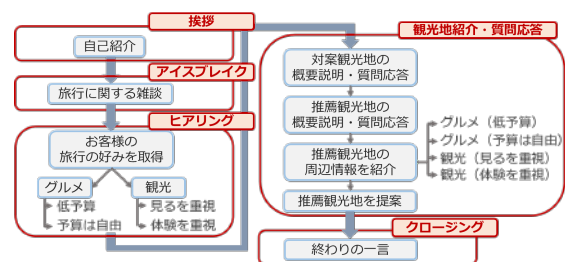 挨拶
自己紹介
アイスブレイク
旅行に関する雑談
ヒアリング
お客様の
旅行の好みを取得
グルメ
観光
低予算
予算は自由
見るを重視
体験を重視
観光地紹介・質問応答
対案観光地の
概要説明・質問応答
推薦観光地の
概要説明・質問応答
推薦観光地の
周辺情報を紹介
グルメ（低予算）
グルメ（予算は自由）
観光（見るを重視）
観光（体験を重視）
推薦観光地を提案
クロージング
終わりの一言